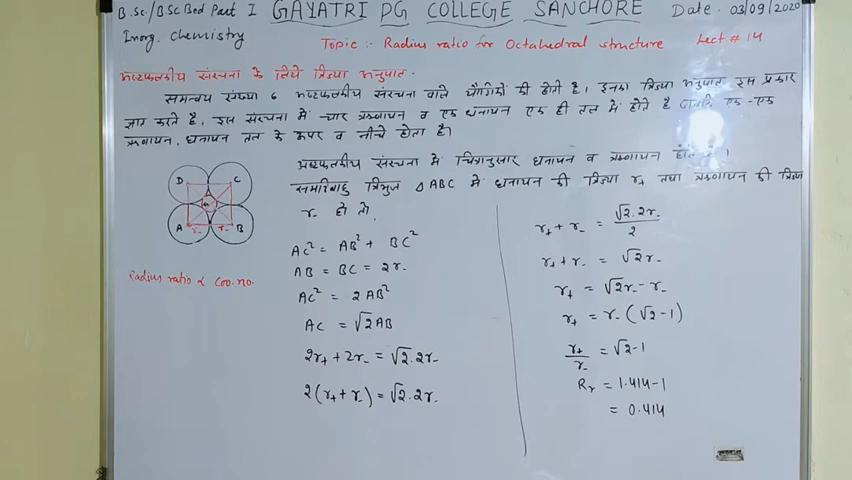 B.Sc./B.SC Bed Part I GAYATRI PG COLLEGE SANCHORE Date : 03/09/2020
Inorg. Chemistry
Topic :- Radius ratio for Octahedral structure Lect # 14
अष्टफलकीय संरचना के लिये त्रिज्या अनुपात -
समन्वय संख्या 6 अष्टफलकीय संरचना वाले यौगिकों की होती है। इनका त्रिज्या अनुपात इस प्रकार
ज्ञात करते है, इस संरचना में चार ऋणायन व एक धनायन एक ही तल में होते है जबकि एक-एक
ऋणायन, धनायन तल के ऊपर व नीचे होता है।
अष्टफलकीय संरचना में चित्रानुसार धनायन व ऋणायन होते है।
समद्विबाहु त्रिभुज △ABC में धनायन की त्रिज्या r+ तथा ऋणायन की त्रिज्या
r- हो तो,
D C
A r- r- B
Radius ratio ∝ Coo. no.
AC² = AB² + BC²
AB = BC = 2r-
AC² = 2AB²
AC = √2AB
2r+ + 2r- = √2.2r-
2(r+ + r-) = √2.2r-
r+ + r- = √2.2r-/2
r+ + r- = √2r-
r+ = √2r- - r-
r+ = r- (√2-1)
r+/r- = √2-1
Rr = 1.414-1
= 0.414